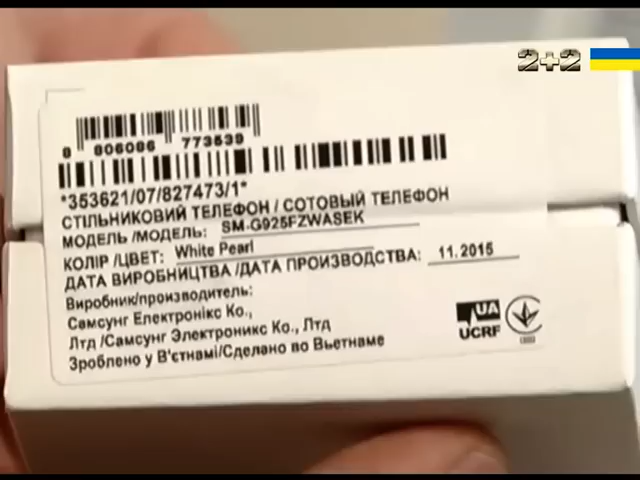 2+2
8 806086 773539
*353621/07/827473/1*
СТІЛЬНИКОВИЙ ТЕЛЕФОН / СОТОВЫЙ ТЕЛЕФОН
МОДЕЛЬ /МОДЕЛЬ: SM-G925FZWASEK
КОЛІР /ЦВЕТ: White Pearl
ДАТА ВИРОБНИЦТВА /ДАТА ПРОИЗВОДСТВА: 11.2015
Виробник/производитель:
Самсунг Електронікс Ко.,
Лтд /Самсунг Электроникс Ко., Лтд
Зроблено у В'єтнамі/Сделано во Вьетнаме
UA
UCRF